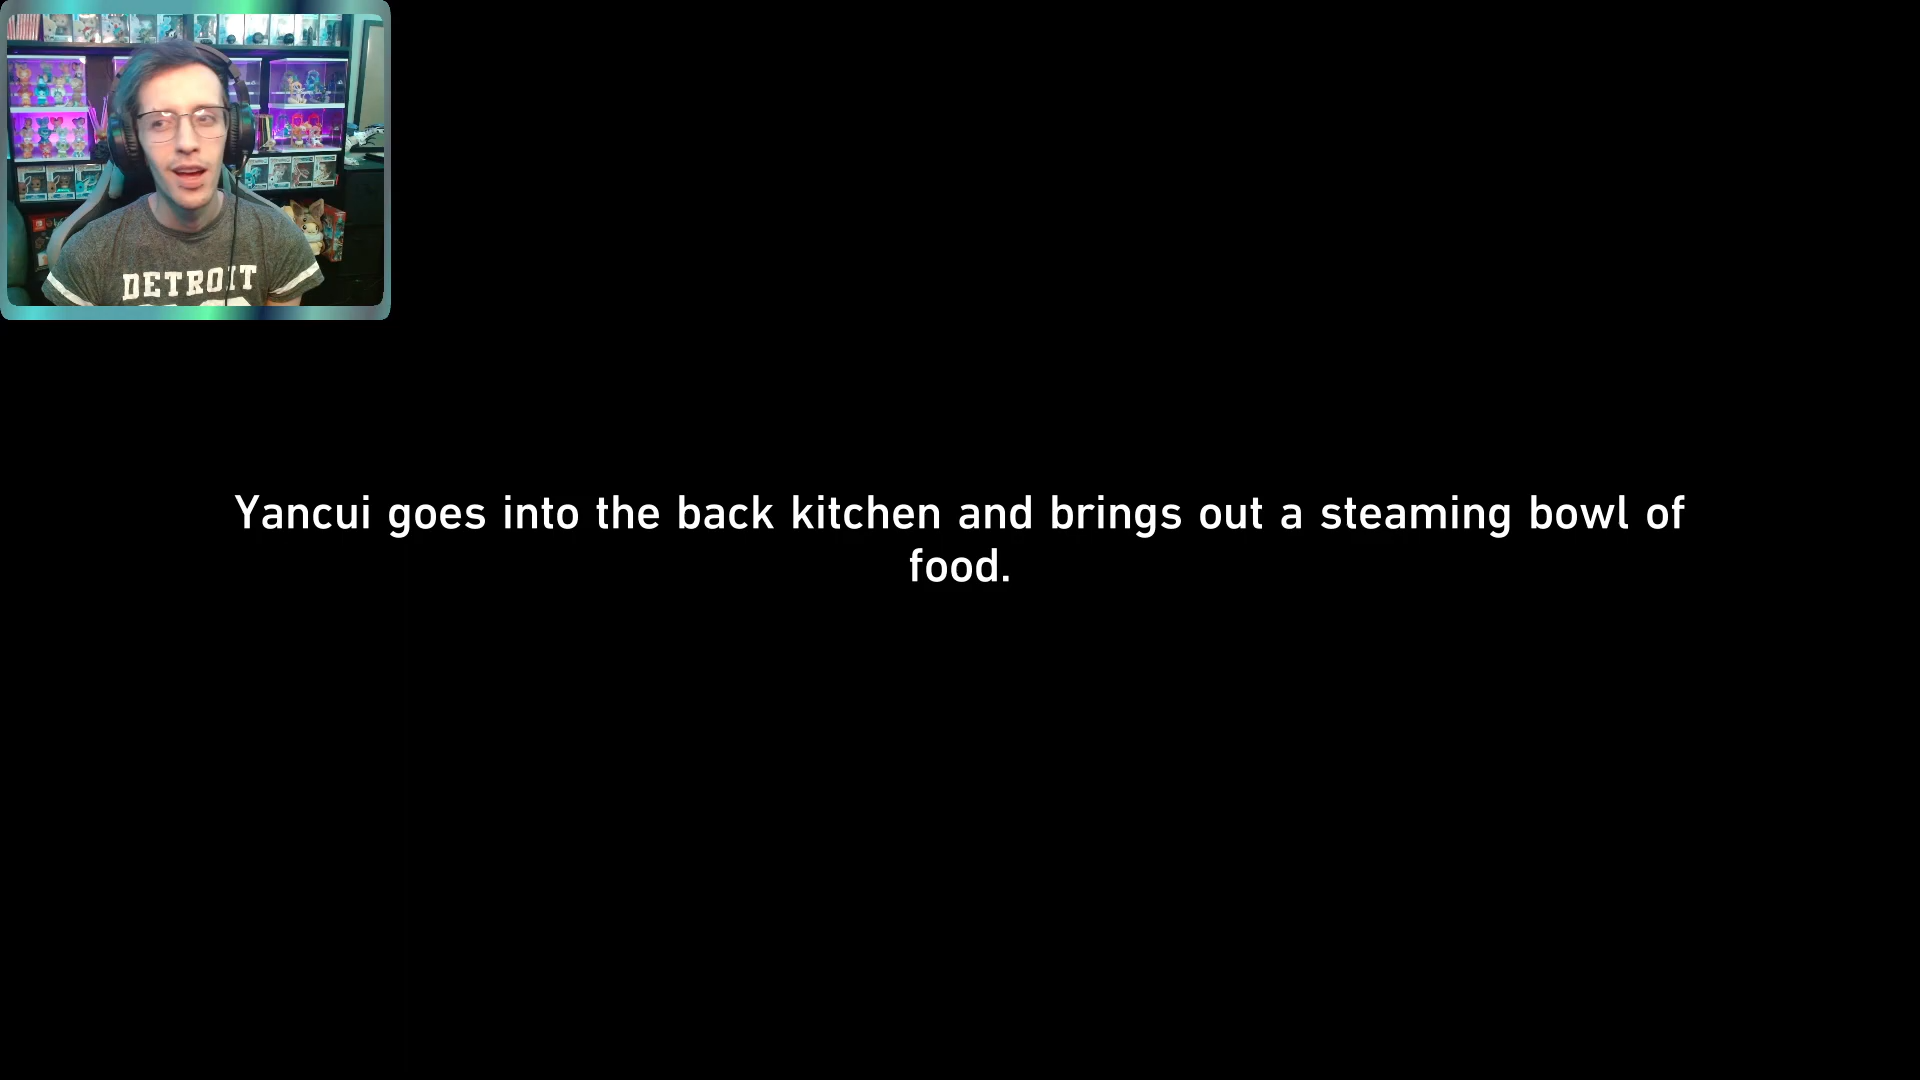 DETROIT
Yancui goes into the back kitchen and brings out a steaming bowl of
food.